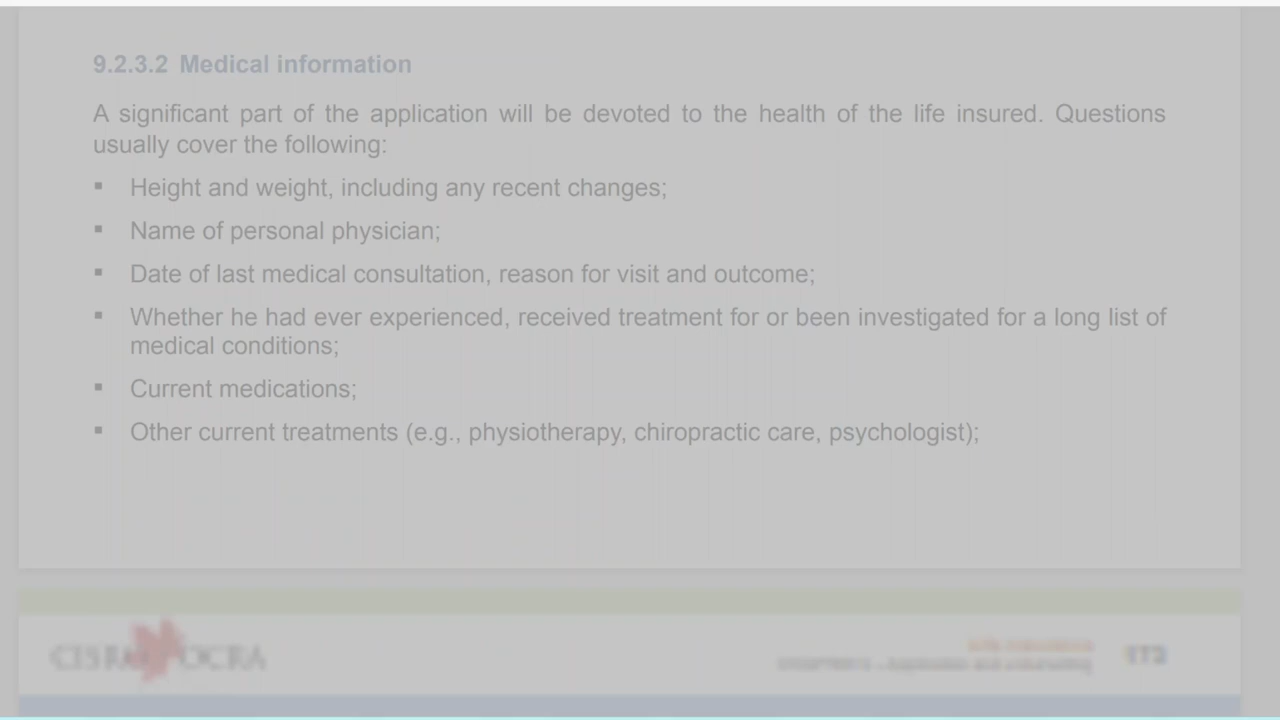 9.2.3.2 Medical information
A significant part of the application will be devoted to the health of the life insured. Questions
usually cover the following:
▪ Height and weight, including any recent changes;
▪ Name of personal physician;
▪ Date of last medical consultation, reason for visit and outcome;
▪ Whether he had ever experienced, received treatment for or been investigated for a long list of
medical conditions;
▪ Current medications;
▪ Other current treatments (e.g., physiotherapy, chiropractic care, psychologist);